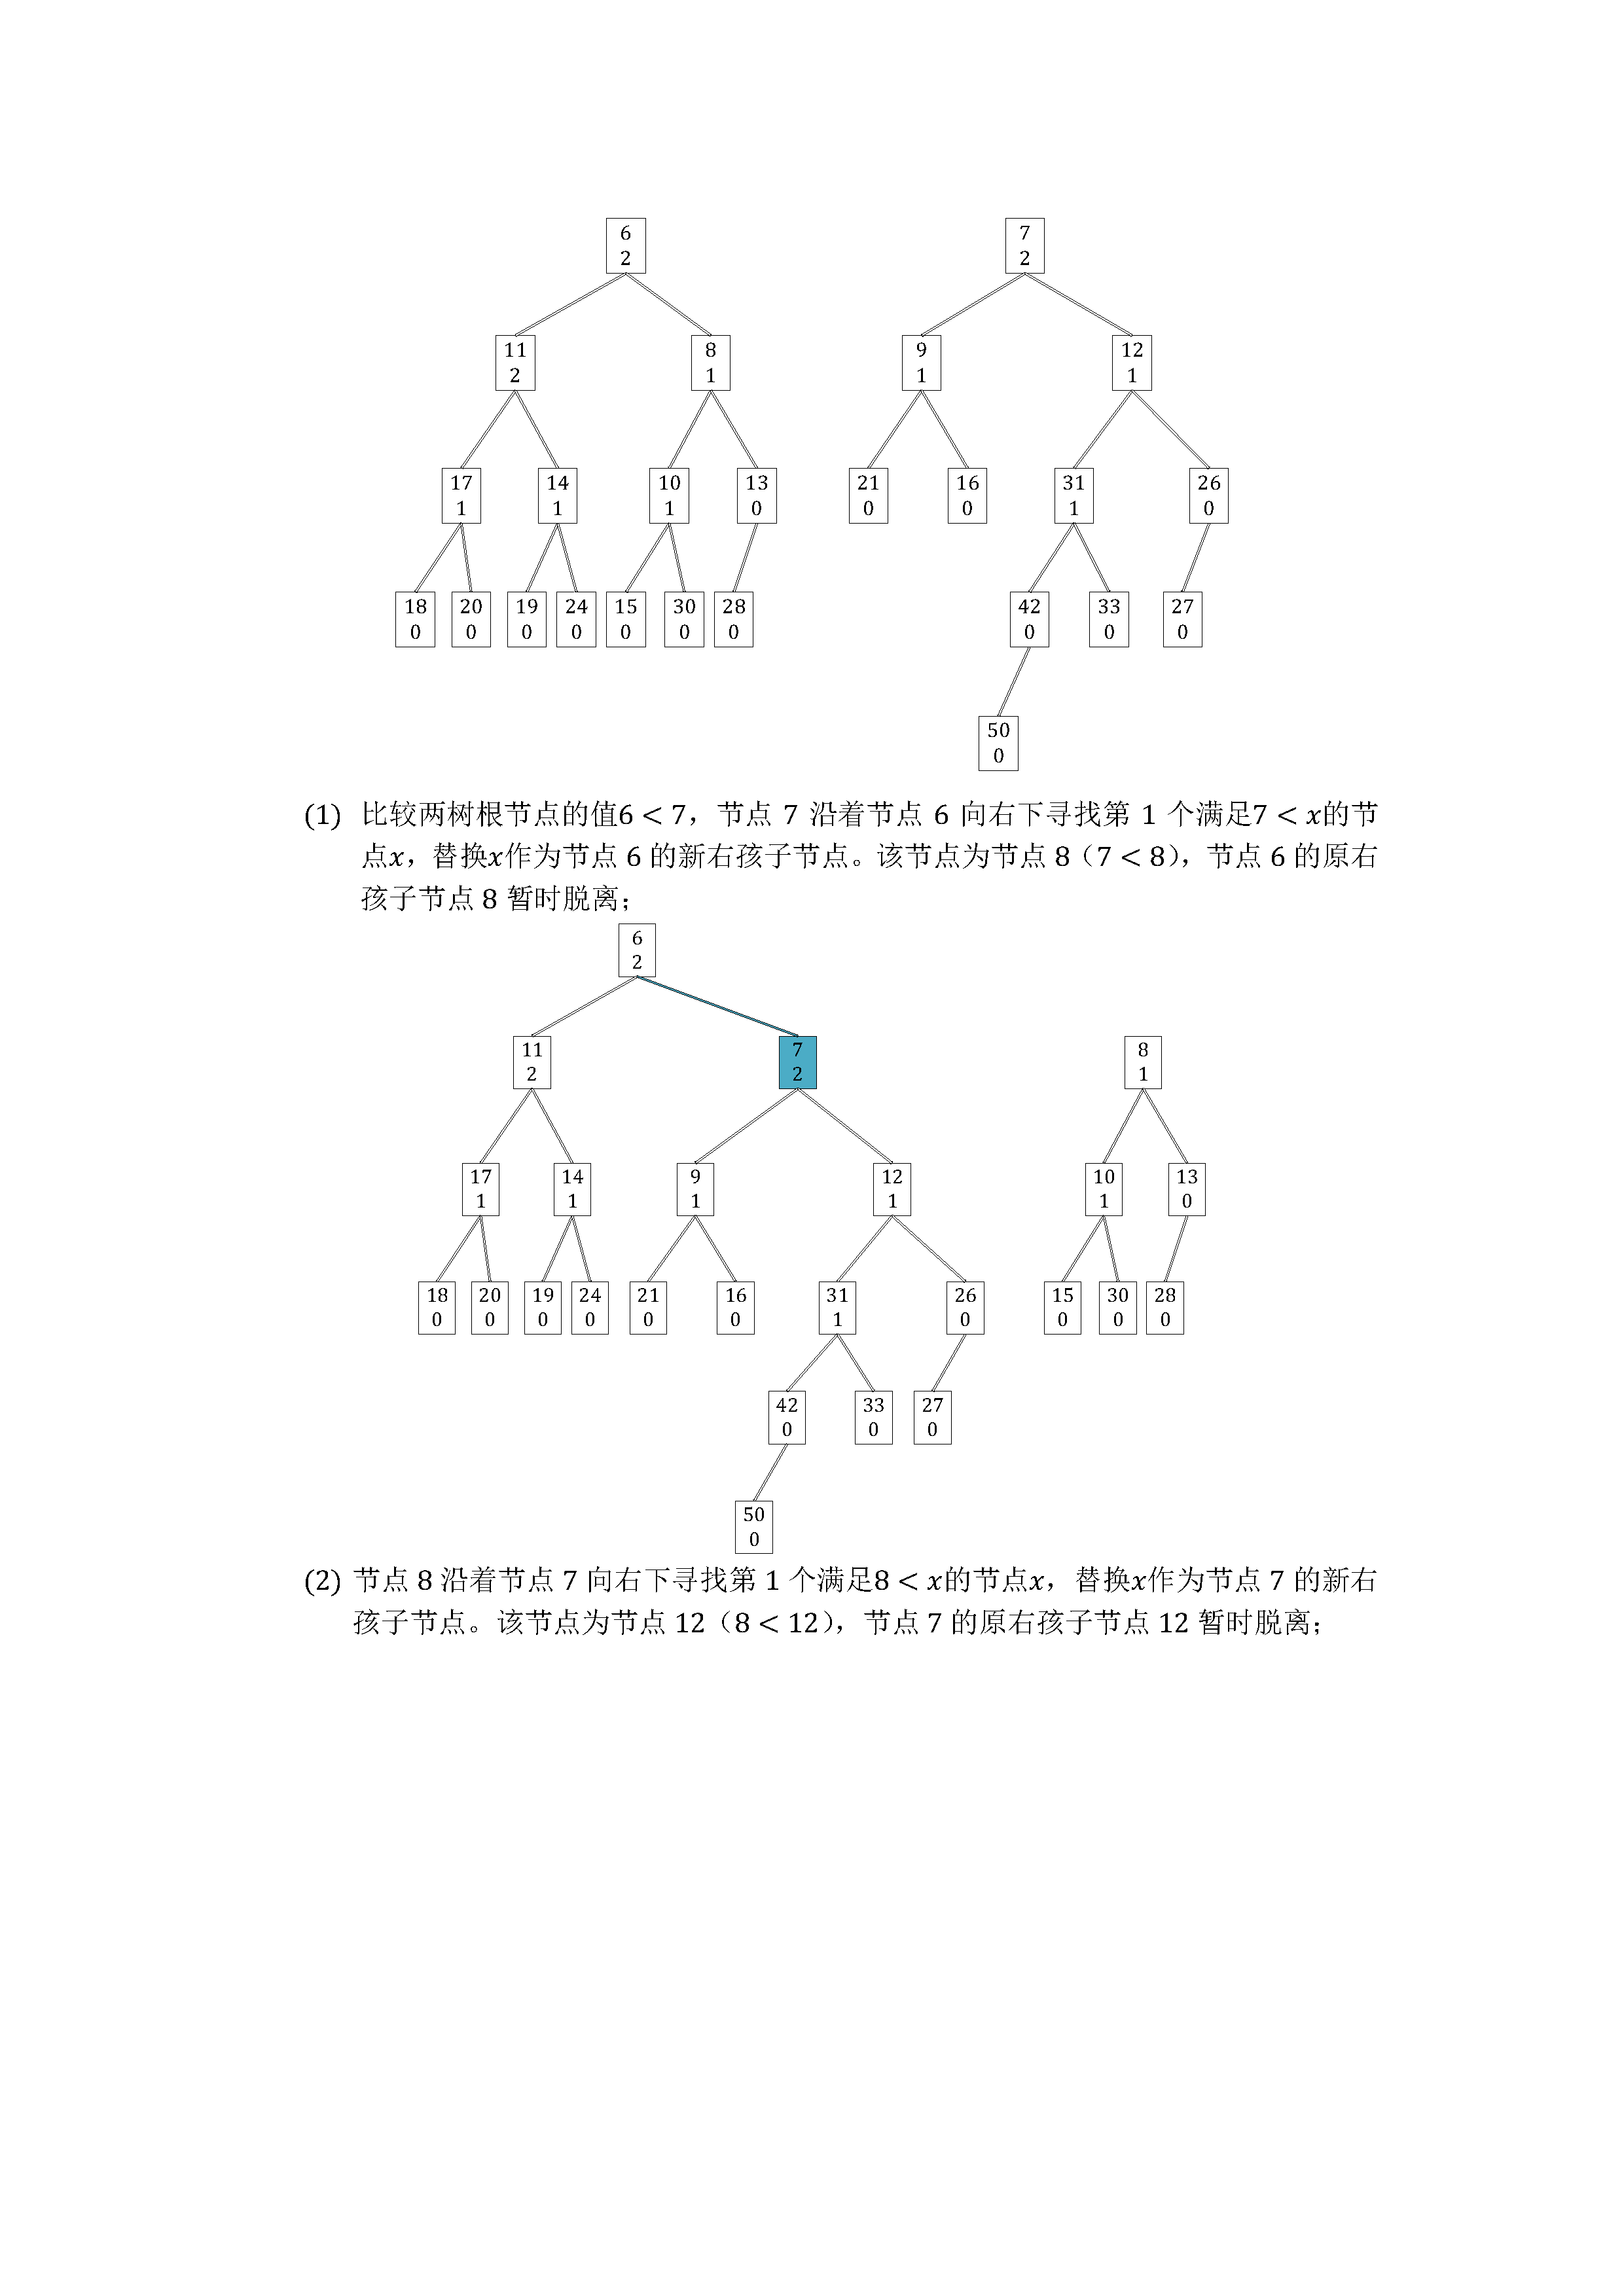 6 7
2 2
11 8 9 12
2 1 1 1
17 14 10 13 21 16 31 26
1 1 1 0 0 0 1 0
18 20 19 24 15 30 28 42 33 27
0 0 0 0 0 0 0 0 0 0
50
0
(1) 比较两树根节点的值6 < 7，节点 7 沿着节点 6 向右下寻找第 1 个满足7 < x的节
点x，替换x作为节点 6 的新右孩子节点。该节点为节点 8（7 < 8），节点 6 的原右
孩子节点 8 暂时脱离；
6
2
11 7 8
2 2 1
17 14 9 12 10 13
1 1 1 1 1 0
18 20 19 24 21 16 31 26 15 30 28
0 0 0 0 0 0 1 0 0 0 0
42 33 27
0 0 0
50
0
(2) 节点 8 沿着节点 7 向右下寻找第 1 个满足8 < x的节点x，替换x作为节点 7 的新右
孩子节点。该节点为节点 12（8 < 12），节点 7 的原右孩子节点 12 暂时脱离；